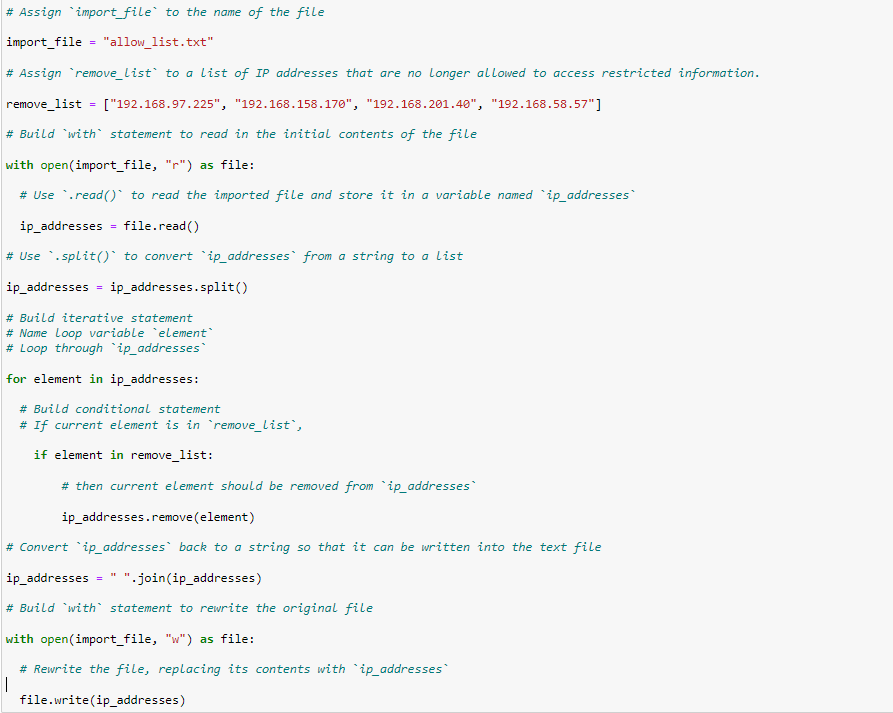 # Assign `import_file` to the name of the file
import_file = "allow_list.txt"
# Assign `remove_list` to a list of IP addresses that are no longer allowed to access restricted information.
remove_list = ["192.168.97.225", "192.168.158.170", "192.168.201.40", "192.168.58.57"]
# Build `with` statement to read in the initial contents of the file
with open(import_file, "r") as file:
  # Use `.read()` to read the imported file and store it in a variable named `ip_addresses`
  ip_addresses = file.read()
# Use `.split()` to convert `ip_addresses` from a string to a list
ip_addresses = ip_addresses.split()
# Build iterative statement
# Name loop variable `element`
# Loop through `ip_addresses`
for element in ip_addresses:
  # Build conditional statement
  # If current element is in `remove_list`,
    if element in remove_list:
        # then current element should be removed from `ip_addresses`
        ip_addresses.remove(element)
# Convert `ip_addresses` back to a string so that it can be written into the text file
ip_addresses = " ".join(ip_addresses)
# Build `with` statement to rewrite the original file
with open(import_file, "w") as file:
  # Rewrite the file, replacing its contents with `ip_addresses`
  file.write(ip_addresses)